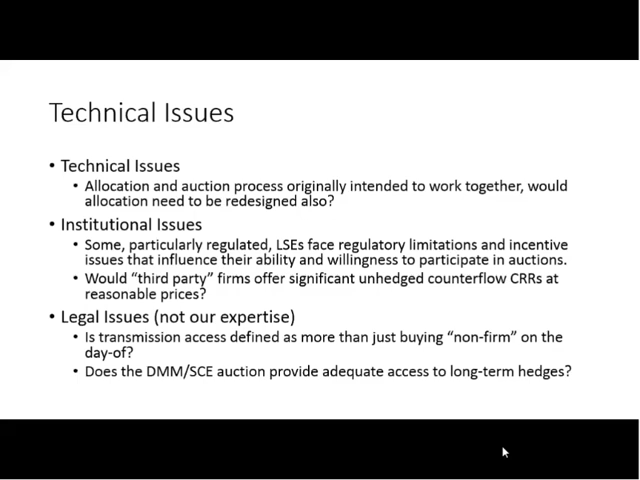 Technical Issues
• Technical Issues
• Allocation and auction process originally intended to work together, would
allocation need to be redesigned also?
• Institutional Issues
• Some, particularly regulated, LSEs face regulatory limitations and incentive
issues that influence their ability and willingness to participate in auctions.
• Would “third party” firms offer significant unhedged counterflow CRRs at
reasonable prices?
• Legal Issues (not our expertise)
• Is transmission access defined as more than just buying “non-firm” on the
day-of?
• Does the DMM/SCE auction provide adequate access to long-term hedges?